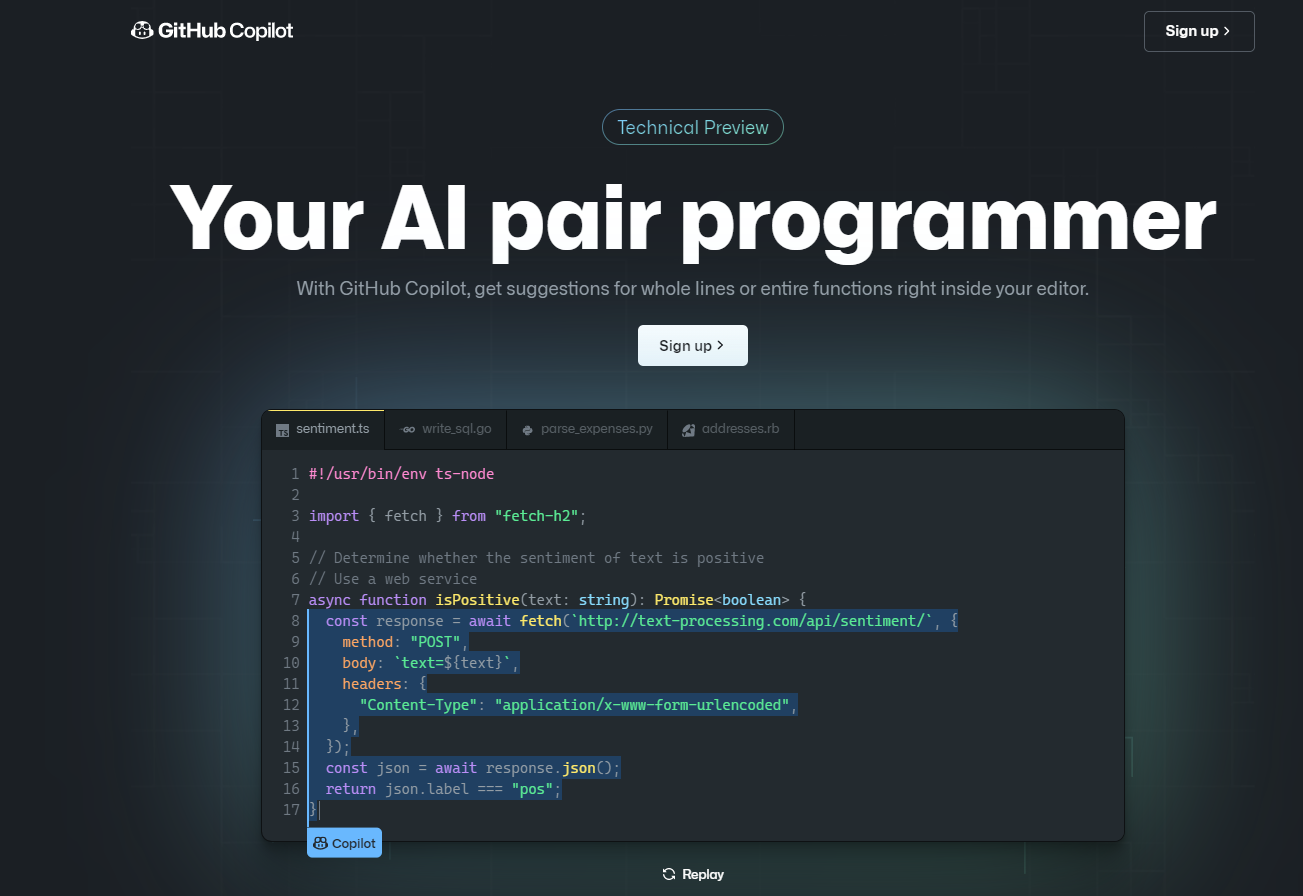 GitHub Copilot
Sign up >
Technical Preview
Your AI pair programmer
With GitHub Copilot, get suggestions for whole lines or entire functions right inside your editor.
Sign up >
TS sentiment.ts GO write_sql.go parse_expenses.py addresses.rb
1 #!/usr/bin/env ts-node
2
3 import { fetch } from "fetch-h2";
4
5 // Determine whether the sentiment of text is positive
6 // Use a web service
7 async function isPositive(text: string): Promise<boolean> {
8   const response = await fetch(`http://text-processing.com/api/sentiment/`, {
9     method: "POST",
10     body: `text=${text}`,
11     headers: {
12       "Content-Type": "application/x-www-form-urlencoded",
13     },
14   });
15   const json = await response.json();
16   return json.label === "pos";
17 }
Copilot
Replay